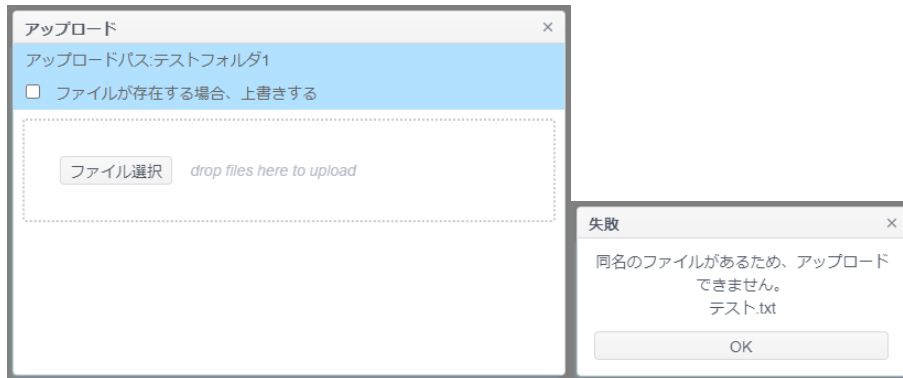 アップロード
アップロードパス:テストフォルダ1
ファイルが存在する場合、上書きする
ファイル選択 drop files here to upload
失敗
同名のファイルがあるため、アップロード
できません。
テスト.txt
OK